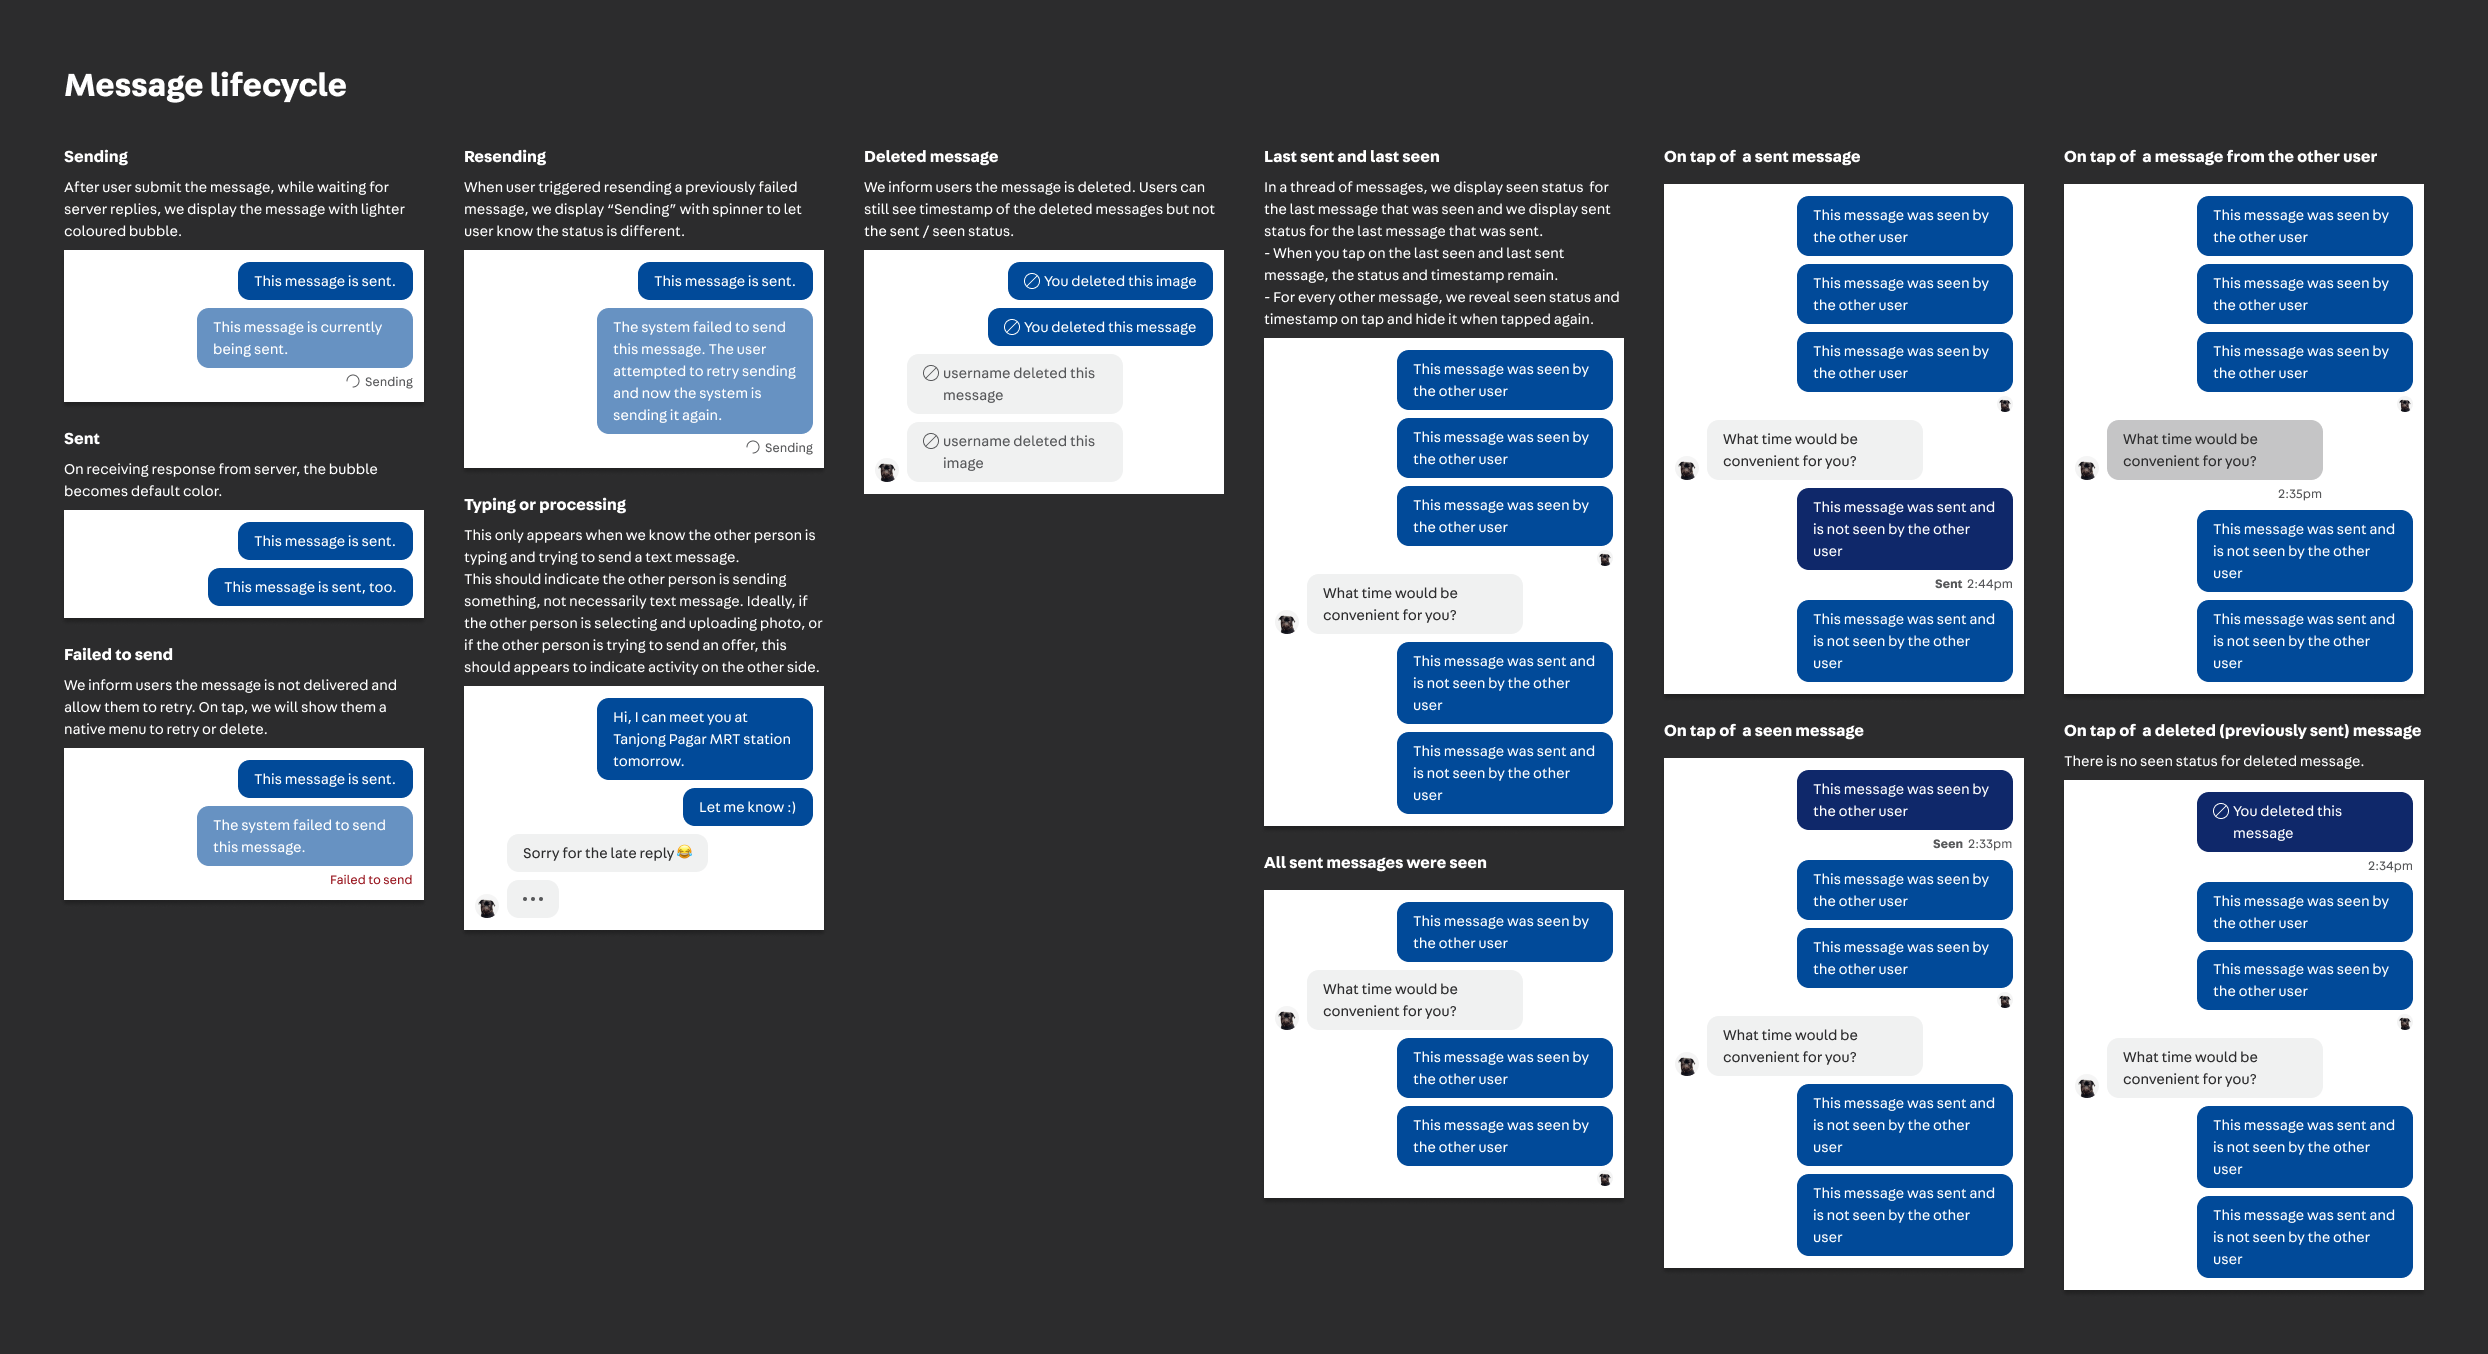 Message lifecycle
Sending
After user submit the message, while waiting for
server replies, we display the message with lighter
coloured bubble.
This message is sent.
This message is currently
being sent.
Sending
Sent
On receiving response from server, the bubble
becomes default color.
This message is sent.
This message is sent, too.
Failed to send
We inform users the message is not delivered and
allow them to retry. On tap, we will show them a
native menu to retry or delete.
This message is sent.
The system failed to send
this message.
Failed to send
Resending
When user triggered resending a previously failed
message, we display “Sending” with spinner to let
user know the status is different.
This message is sent.
The system failed to send
this message. The user
attempted to retry sending
and now the system is
sending it again.
Sending
Typing or processing
This only appears when we know the other person is
typing and trying to send a text message.
This should indicate the other person is sending
something, not necessarily text message. Ideally, if
the other person is selecting and uploading photo, or
if the other person is trying to send an offer, this
should appears to indicate activity on the other side.
Hi, I can meet you at
Tanjong Pagar MRT station
tomorrow.
Let me know :)
Sorry for the late reply😂
Deleted message
We inform users the message is deleted. Users can
still see timestamp of the deleted messages but not
the sent / seen status.
You deleted this image
You deleted this message
username deleted this
message
username deleted this
image
Last sent and last seen
In a thread of messages, we display seen status for
the last message that was seen and we display sent
status for the last message that was sent.
- When you tap on the last seen and last sent
message, the status and timestamp remain.
- For every other message, we reveal seen status and
timestamp on tap and hide it when tapped again.
This message was seen by
the other user
This message was seen by
the other user
This message was seen by
the other user
What time would be
convenient for you?
This message was sent and
is not seen by the other
user
This message was sent and
is not seen by the other
user
All sent messages were seen
This message was seen by
the other user
What time would be
convenient for you?
This message was seen by
the other user
This message was seen by
the other user
On tap of a sent message
This message was seen by
the other user
This message was seen by
the other user
This message was seen by
the other user
What time would be
convenient for you?
This message was sent and
is not seen by the other
user
Sent 2:44pm
This message was sent and
is not seen by the other
user
On tap of a seen message
This message was seen by
the other user
Seen 2:33pm
This message was seen by
the other user
This message was seen by
the other user
What time would be
convenient for you?
This message was sent and
is not seen by the other
user
This message was sent and
is not seen by the other
user
On tap of a message from the other user
This message was seen by
the other user
This message was seen by
the other user
This message was seen by
the other user
What time would be
convenient for you?
2:35pm
This message was sent and
is not seen by the other
user
This message was sent and
is not seen by the other
user
On tap of a deleted (previously sent) message
There is no seen status for deleted message.
You deleted this
message
2:34pm
This message was seen by
the other user
This message was seen by
the other user
What time would be
convenient for you?
This message was sent and
is not seen by the other
user
This message was sent and
is not seen by the other
user